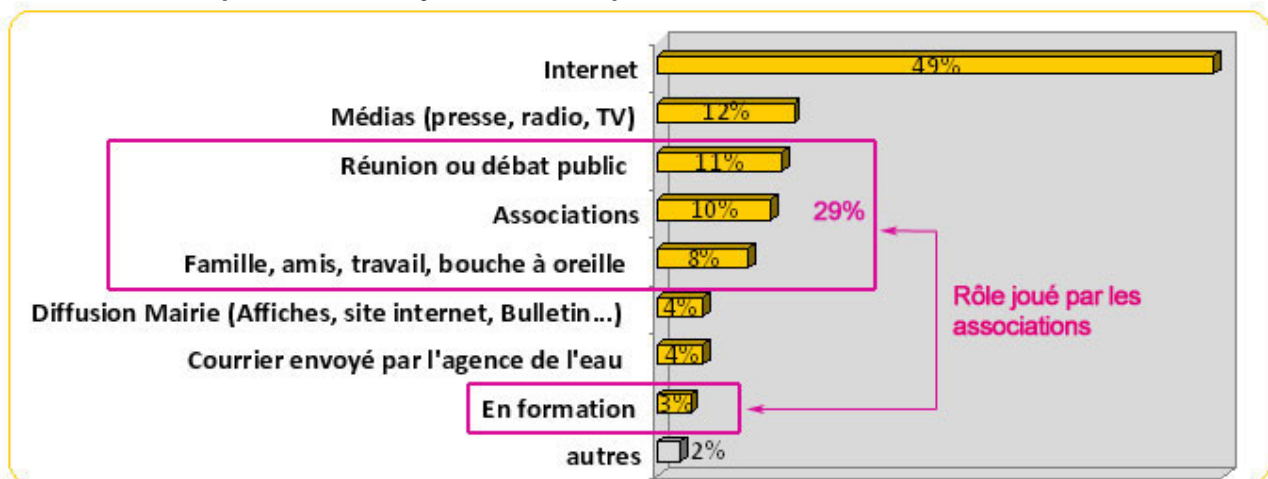 Internet 49%
Médias (presse, radio, TV) 12%
Réunion ou débat public 11%
Associations 10% 29%
Famille, amis, travail, bouche à oreille 8%
Diffusion Mairie (Affiches, site internet, Bulletin...) 4%
Rôle joué par les
associations
Courrier envoyé par l'agence de l'eau 4%
En formation 3%
autres 2%